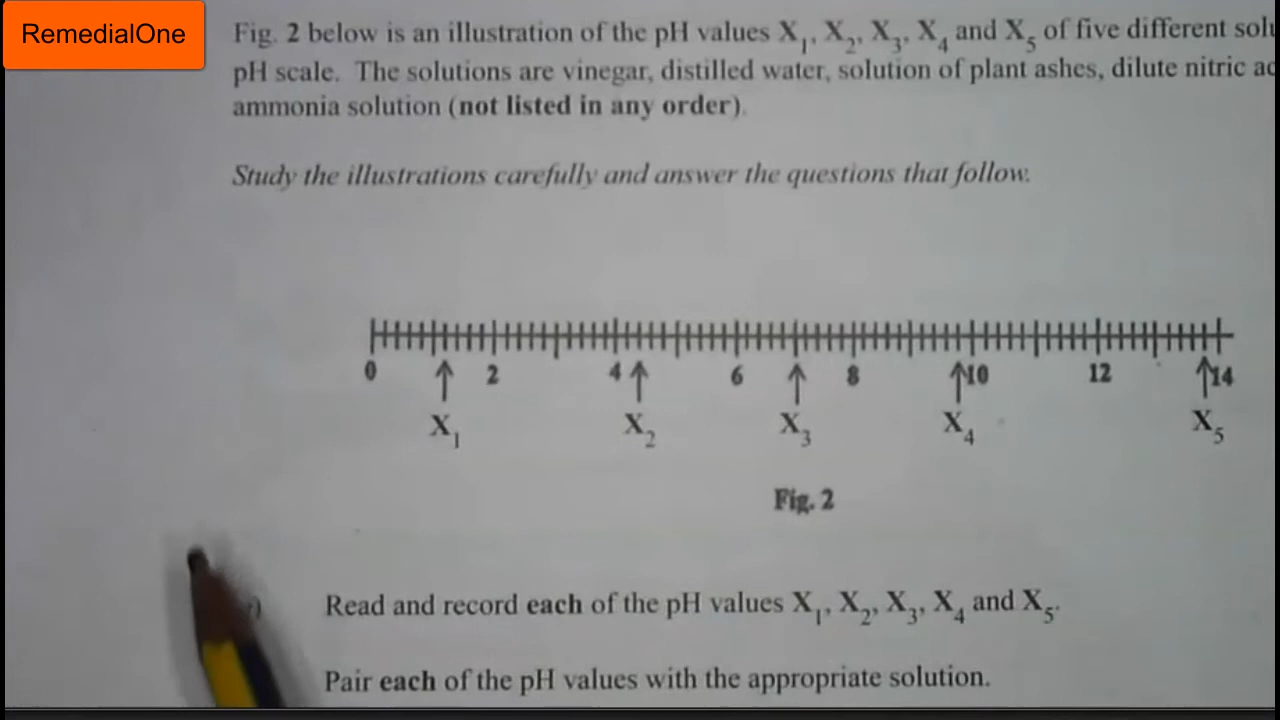 RemedialOne
Fig. 2 below is an illustration of the pH values X₁, X₂, X₃, X₄ and X₅ of five different
pH scale. The solutions are vinegar, distilled water, solution of plant ashes, dilute nitric
ammonia solution (not listed in any order).
Study the illustrations carefully and answer the questions that follow.
0 2 4 6 8 10 12 14
X₁ X₂ X₃ X₄ X₅
Fig. 2
Read and record each of the pH values X₁, X₂, X₃, X₄ and X₅.
Pair each of the pH values with the appropriate solution.